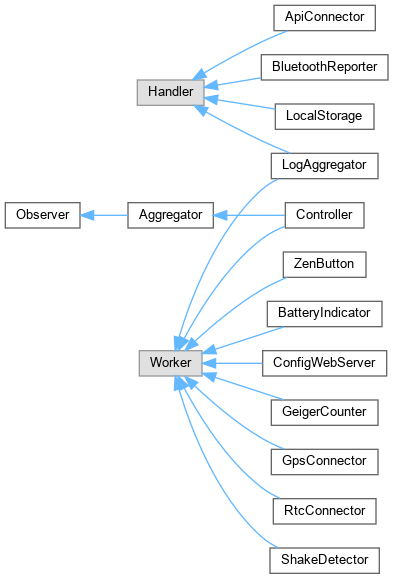 ApiConnector
BluetoothReporter
Handler
LocalStorage
LogAggregator
Observer
Aggregator
Controller
ZenButton
BatteryIndicator
Worker
ConfigWebServer
GeigerCounter
GpsConnector
RtcConnector
ShakeDetector